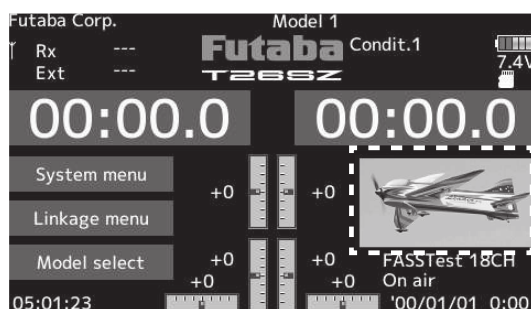 Futaba Corp.
Model 1
Rx ---
Ext ---
Futaba
T26SZ
Condit.1
7.4V
00:00.0
00:00.0
System menu
Linkage menu
Model select
+0
+0
+0
+0
+0
+0
FASSTest 18CH
On air
05:01:23
'00/01/01 0:00